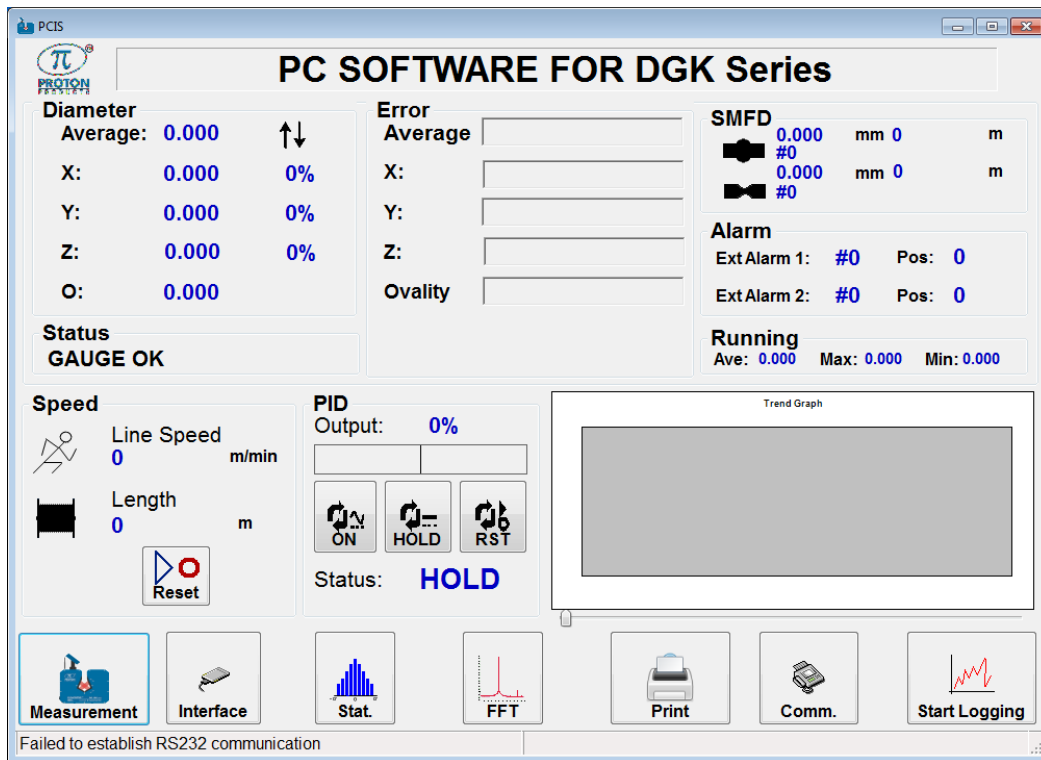 PCIS
π ®
PROTON
PRODUCTS
PC SOFTWARE FOR DGK Series
Diameter
Average: 0.000
X: 0.000 0%
Y: 0.000 0%
Z: 0.000 0%
O: 0.000
Status
GAUGE OK
Error
Average
X:
Y:
Z:
Ovality
SMFD
0.000 mm 0 m
#0
0.000 mm 0 m
#0
Alarm
Ext Alarm 1: #0 Pos: 0
Ext Alarm 2: #0 Pos: 0
Running
Ave: 0.000 Max: 0.000 Min: 0.000
Speed
Line Speed
0 m/min
Length
0 m
Reset
PID
Output: 0%
ON HOLD RST
Status: HOLD
Trend Graph
Measurement Interface Stat. FFT Print Comm. Start Logging
Failed to establish RS232 communication